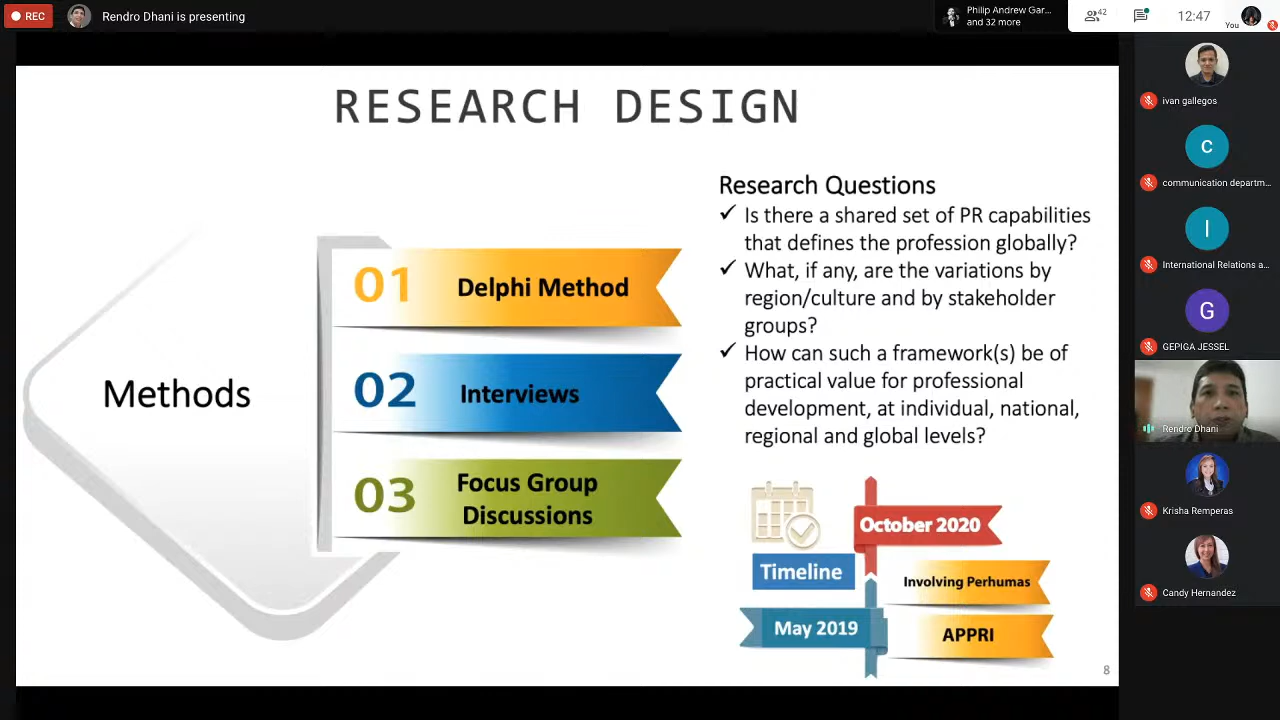 REC
Rendro Dhani is presenting
Philip Andrew Gar...
and 32 more
42
12:47
You
RESEARCH DESIGN
Methods
01
Delphi Method
02
Interviews
03
Focus Group
Discussions
Research Questions
✓ Is there a shared set of PR capabilities
that defines the profession globally?
✓ What, if any, are the variations by
region/culture and by stakeholder
groups?
✓ How can such a framework(s) be of
practical value for professional
development, at individual, national,
regional and global levels?
October 2020
Timeline
Involving Perhumas
May 2019
APPRI
8
ivan gallegos
C
communication departm...
I
International Relations a...
G
GEPIGA JESSEL
Rendro Dhani
Krisha Remperas
Candy Hernandez